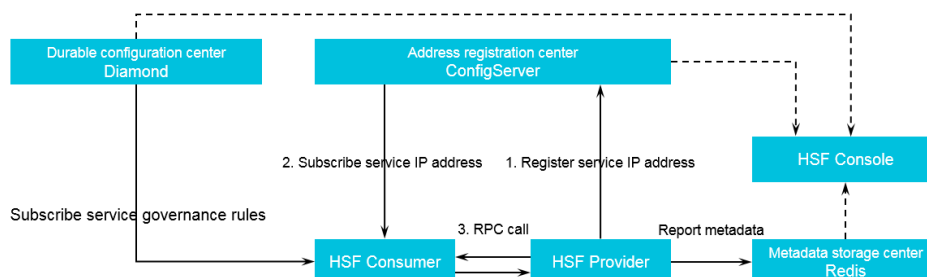 Durable configuration center
Diamond
Address registration center
ConfigServer
2. Subscribe service IP address
1. Register service IP address
HSF Console
Subscribe service governance rules
3. RPC call
Report metadata
HSF Consumer
HSF Provider
Metadata storage center
Redis